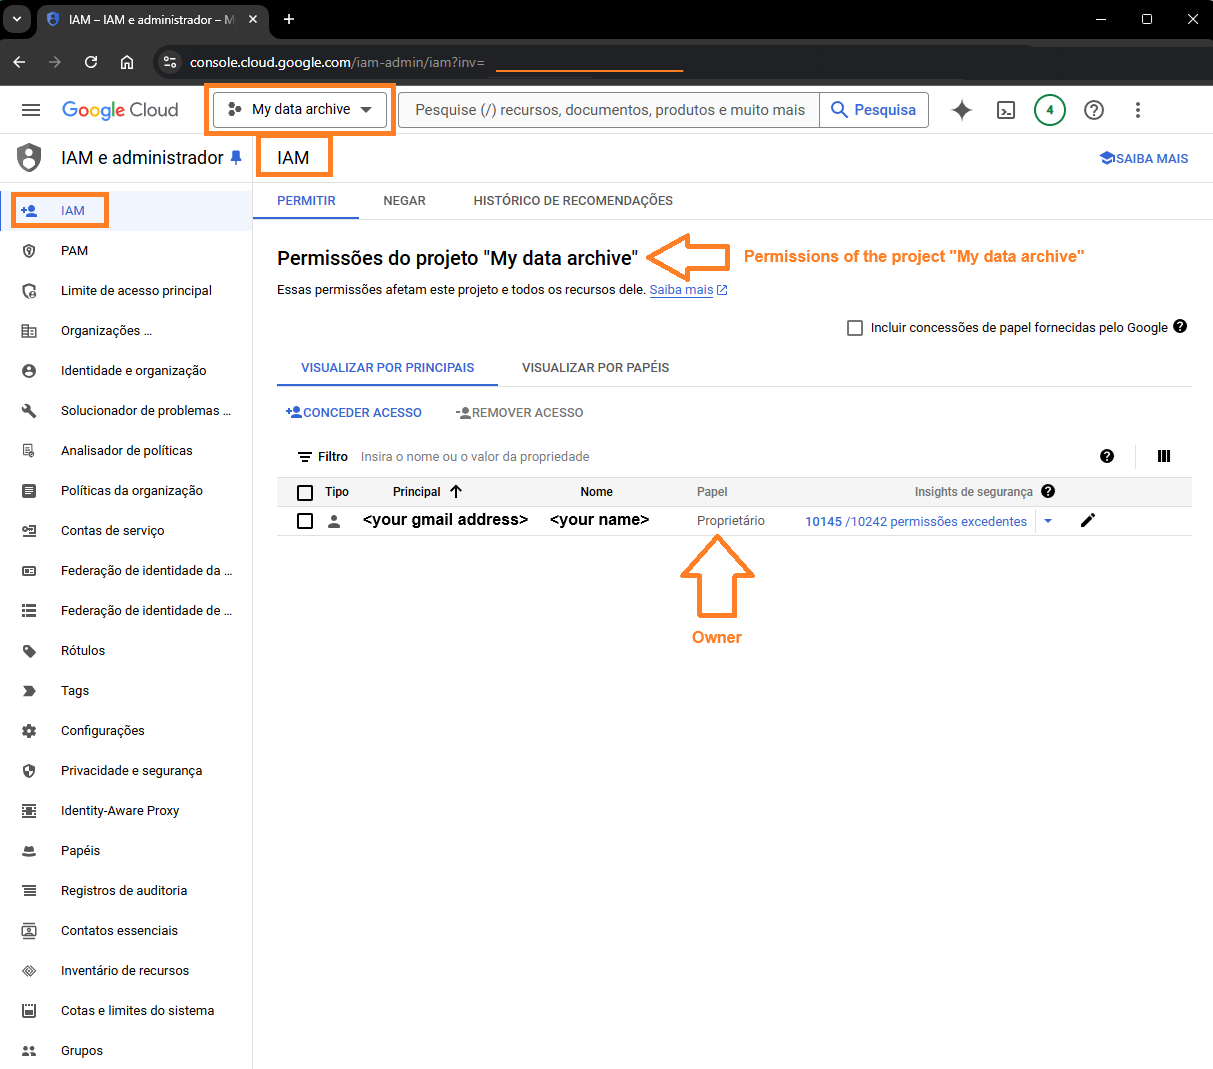 IAM – IAM e administrador – M
console.cloud.google.com/iam-admin/iam?inv=
Google Cloud
My data archive
Pesquise (/) recursos, documentos, produtos e muito mais
Pesquisa
4
IAM e administrador
IAM
SAIBA MAIS
IAM
PAM
Limite de acesso principal
Organizações ...
Identidade e organização
Solucionador de problemas ...
Analisador de políticas
Políticas da organização
Contas de serviço
Federação de identidade da ...
Federação de identidade de ...
Rótulos
Tags
Configurações
Privacidade e segurança
Identity-Aware Proxy
Papéis
Registros de auditoria
Contatos essenciais
Inventário de recursos
Cotas e limites do sistema
Grupos
PERMITIR
NEGAR
HISTÓRICO DE RECOMENDAÇÕES
Permissões do projeto "My data archive"
Permissions of the project "My data archive"
Essas permissões afetam este projeto e todos os recursos dele. Saiba mais
Incluir concessões de papel fornecidas pelo Google
VISUALIZAR POR PRINCIPAIS
VISUALIZAR POR PAPÉIS
CONCEDER ACESSO
REMOVER ACESSO
Filtro Insira o nome ou o valor da propriedade
Tipo Principal Nome Papel Insights de segurança
<your gmail address> <your name> Proprietário 10145 /10242 permissões excedentes
Owner